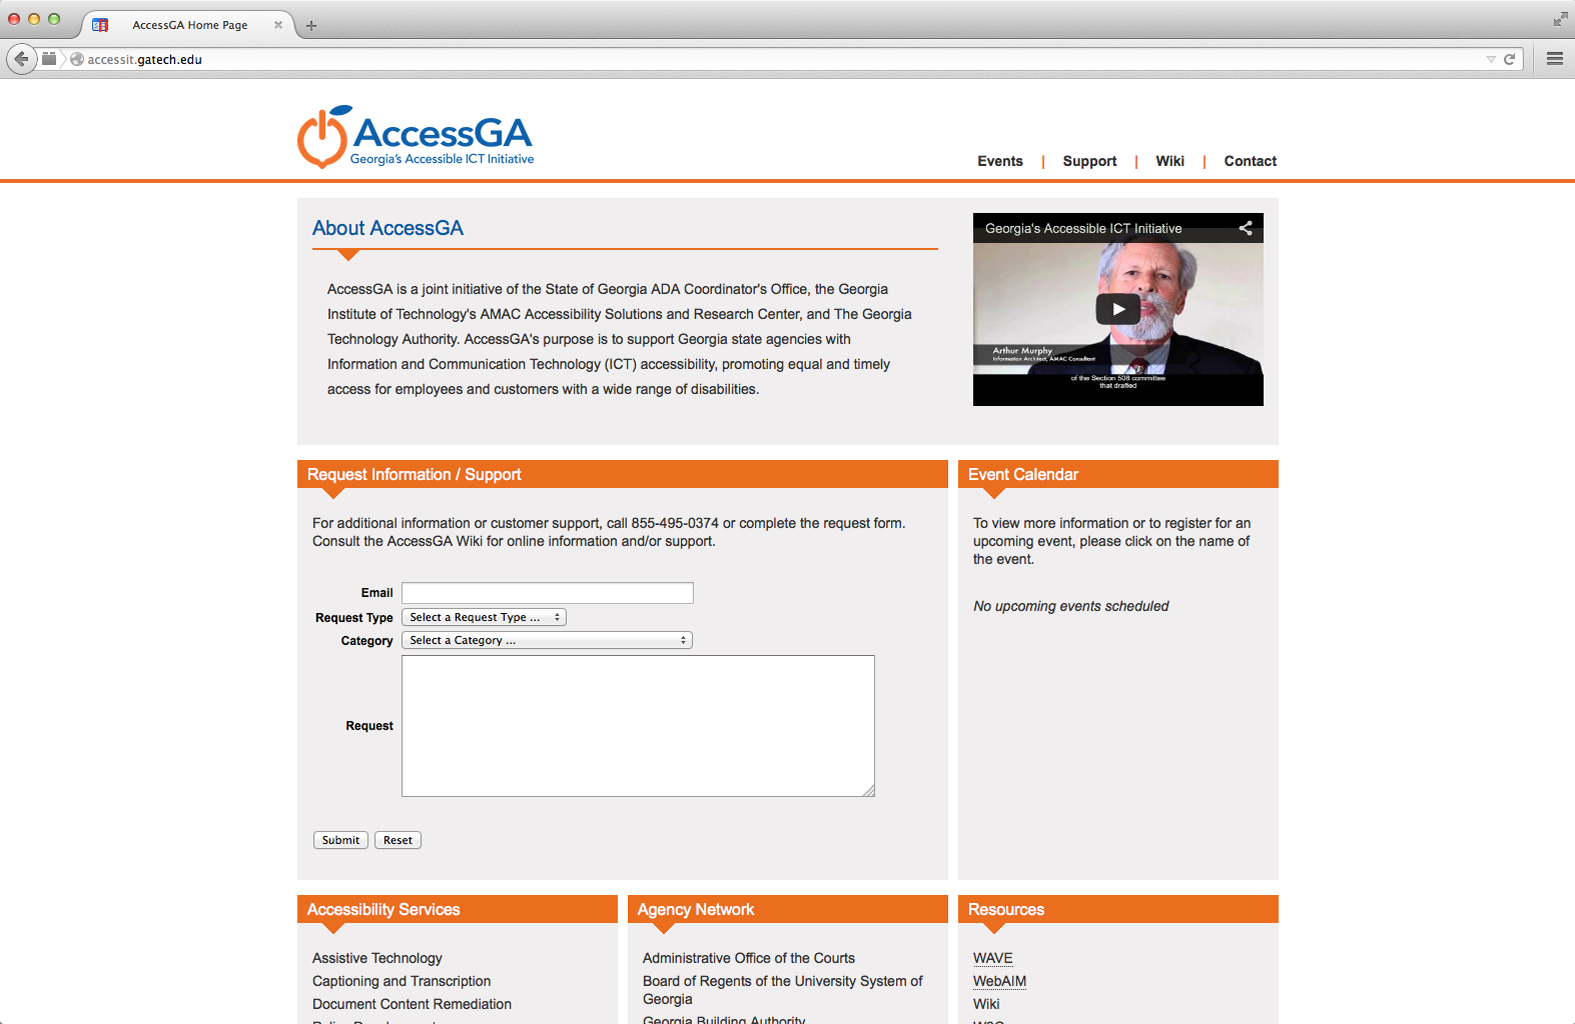 AccessGA Home Page
accessit.gatech.edu
AccessGA
Georgia's Accessible ICT Initiative
Events | Support | Wiki | Contact
About AccessGA
AccessGA is a joint initiative of the State of Georgia ADA Coordinator's Office, the Georgia
Institute of Technology's AMAC Accessibility Solutions and Research Center, and The Georgia
Technology Authority. AccessGA's purpose is to support Georgia state agencies with
Information and Communication Technology (ICT) accessibility, promoting equal and timely
access for employees and customers with a wide range of disabilities.
Georgia's Accessible ICT Initiative
Arthur Murphy
Information Architect, AMAC Consultant
of the Section 508 committee
that drafted
Request Information / Support
For additional information or customer support, call 855-495-0374 or complete the request form.
Consult the AccessGA Wiki for online information and/or support.
Email
Request Type Select a Request Type ...
Category Select a Category ...
Request
Submit Reset
Event Calendar
To view more information or to register for an
upcoming event, please click on the name of
the event.
No upcoming events scheduled
Accessibility Services
Assistive Technology
Captioning and Transcription
Document Content Remediation
Agency Network
Administrative Office of the Courts
Board of Regents of the University System of
Georgia
Georgia Building Authority
Resources
WAVE
WebAIM
Wiki